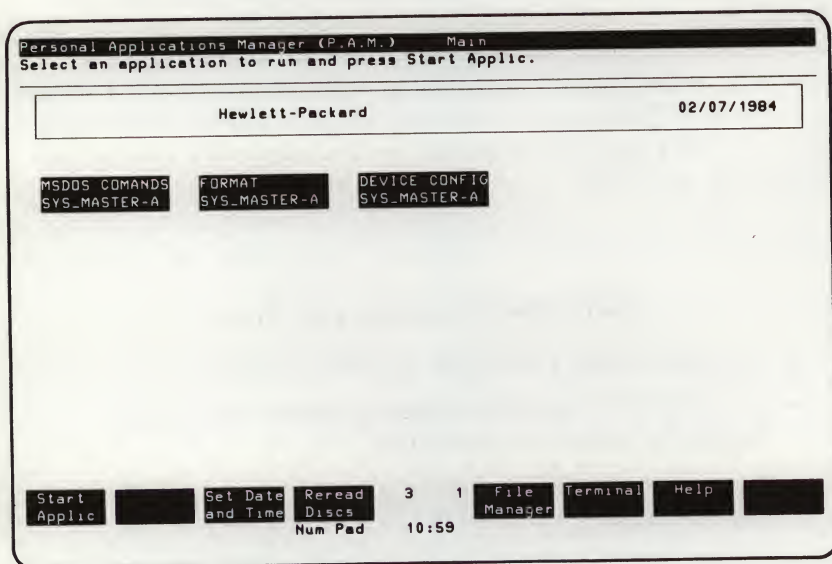 Personal Applications Manager (P.A.M.) Main
Select an application to run and press Start Applic.
Hewlett-Packard 02/07/1984
MSDOS COMANDS FORMAT DEVICE CONFIG
SYS_MASTER-A SYS_MASTER-A SYS_MASTER-A
Start Set Date Reread 3 1 File Terminal Help
Applic and Time Discs Manager
Num Pad 10:59